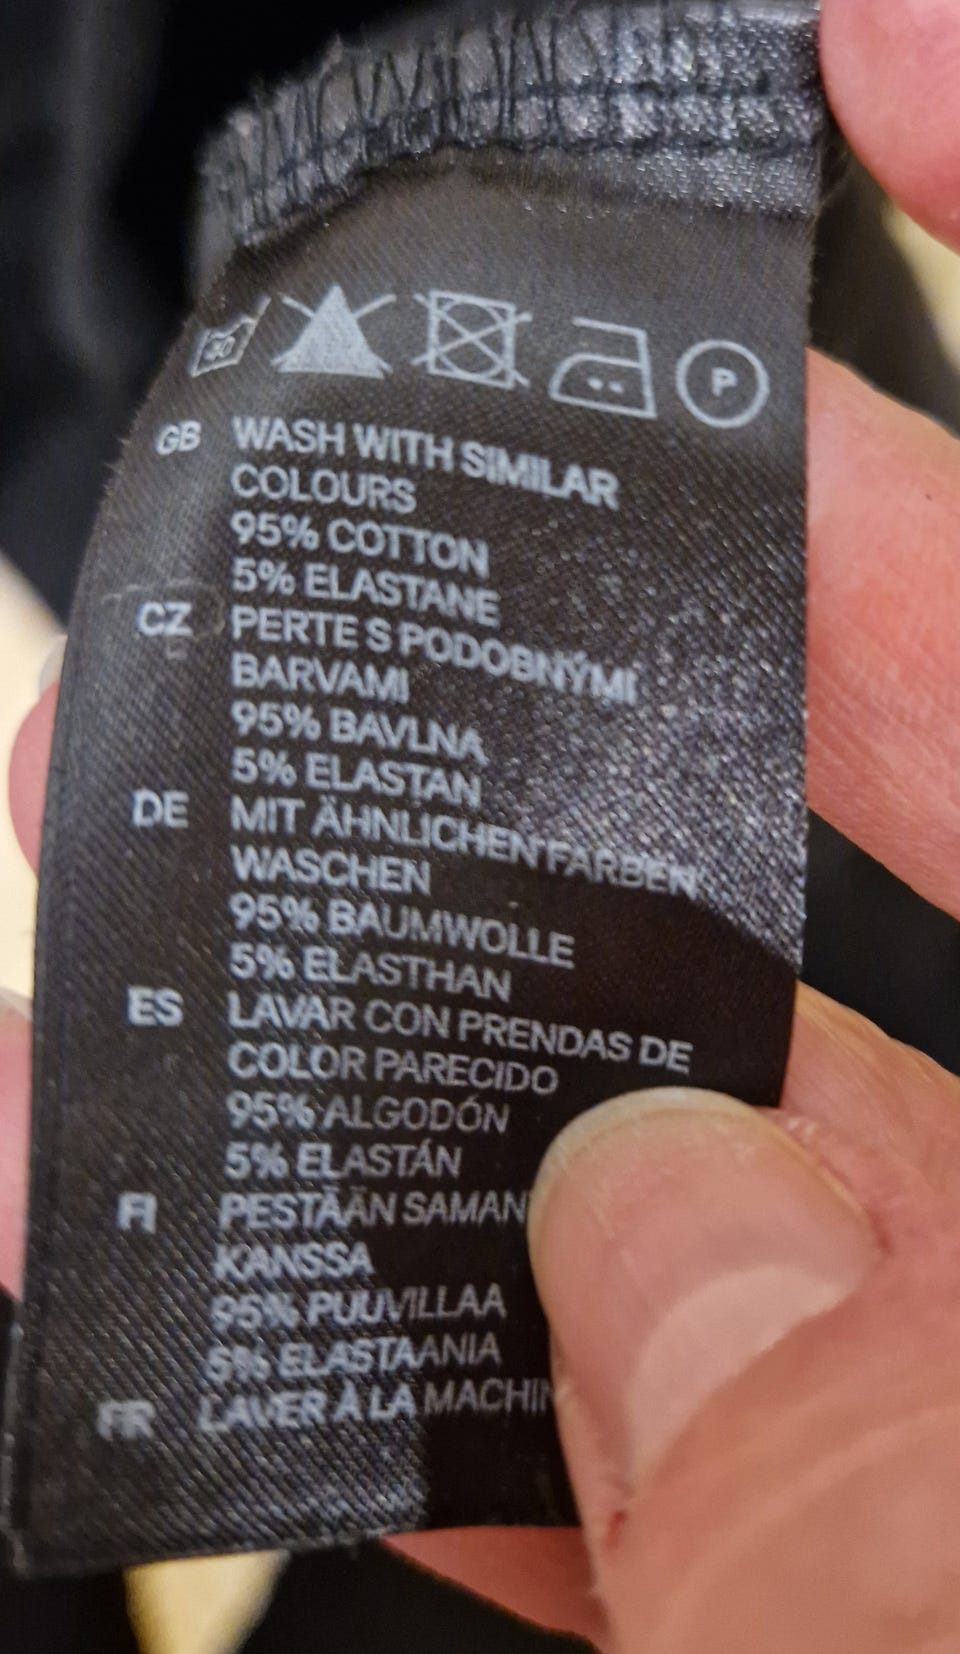 P
GB WASH WITH SIMILAR
COLOURS
95% COTTON
5% ELASTANE
CZ PERTE S PODOBNÝMI
BARVAMI
95% BAVLNA
5% ELASTAN
DE MIT ÄHNLICHEN FARBEN
WASCHEN
95% BAUMWOLLE
5% ELASTHAN
ES LAVAR CON PRENDAS DE
COLOR PARECIDO
95% ALGODÓN
5% ELASTÁN
FI PESTÄÄN SAMAN
KANSSA
95% PUUVILLAA
5% ELASTAANIA
FR LAVER À LA MACHIN